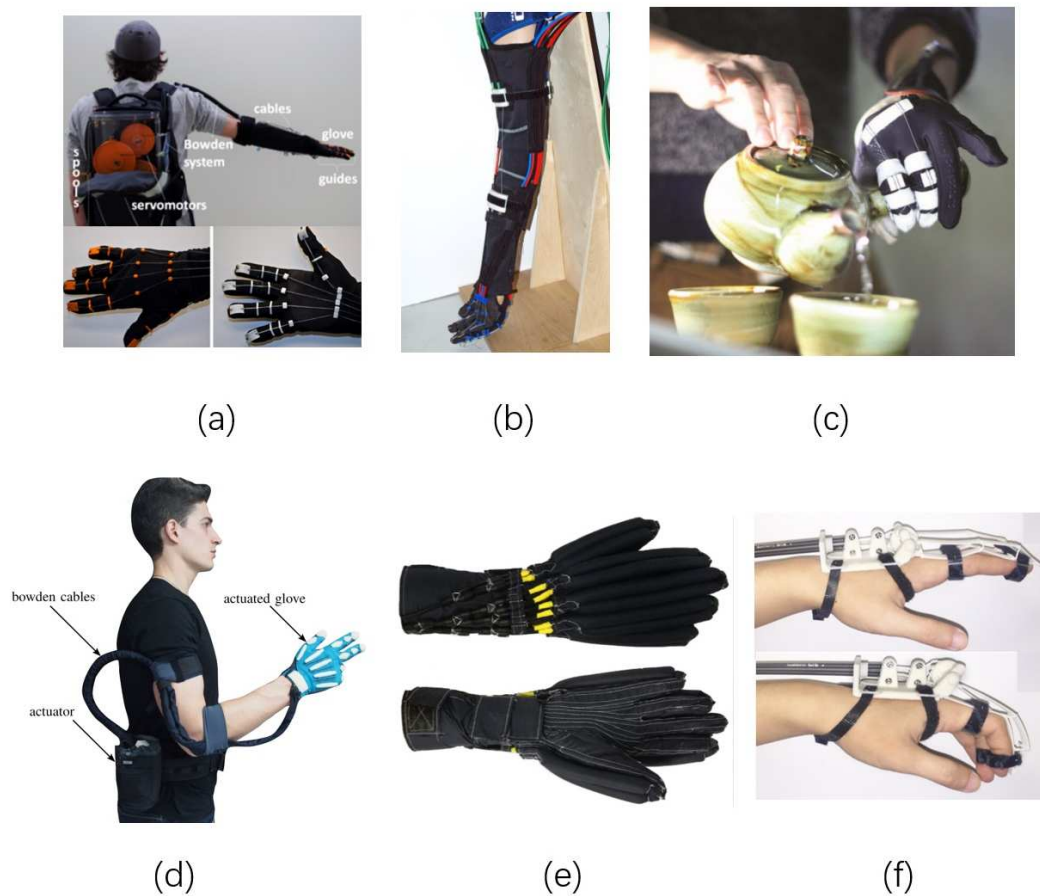 cables
glove
Bowden
system
guides
spools
servomotors
(a)
(b)
(c)
bowden cables
actuated glove
actuator
(d)
(e)
(f)